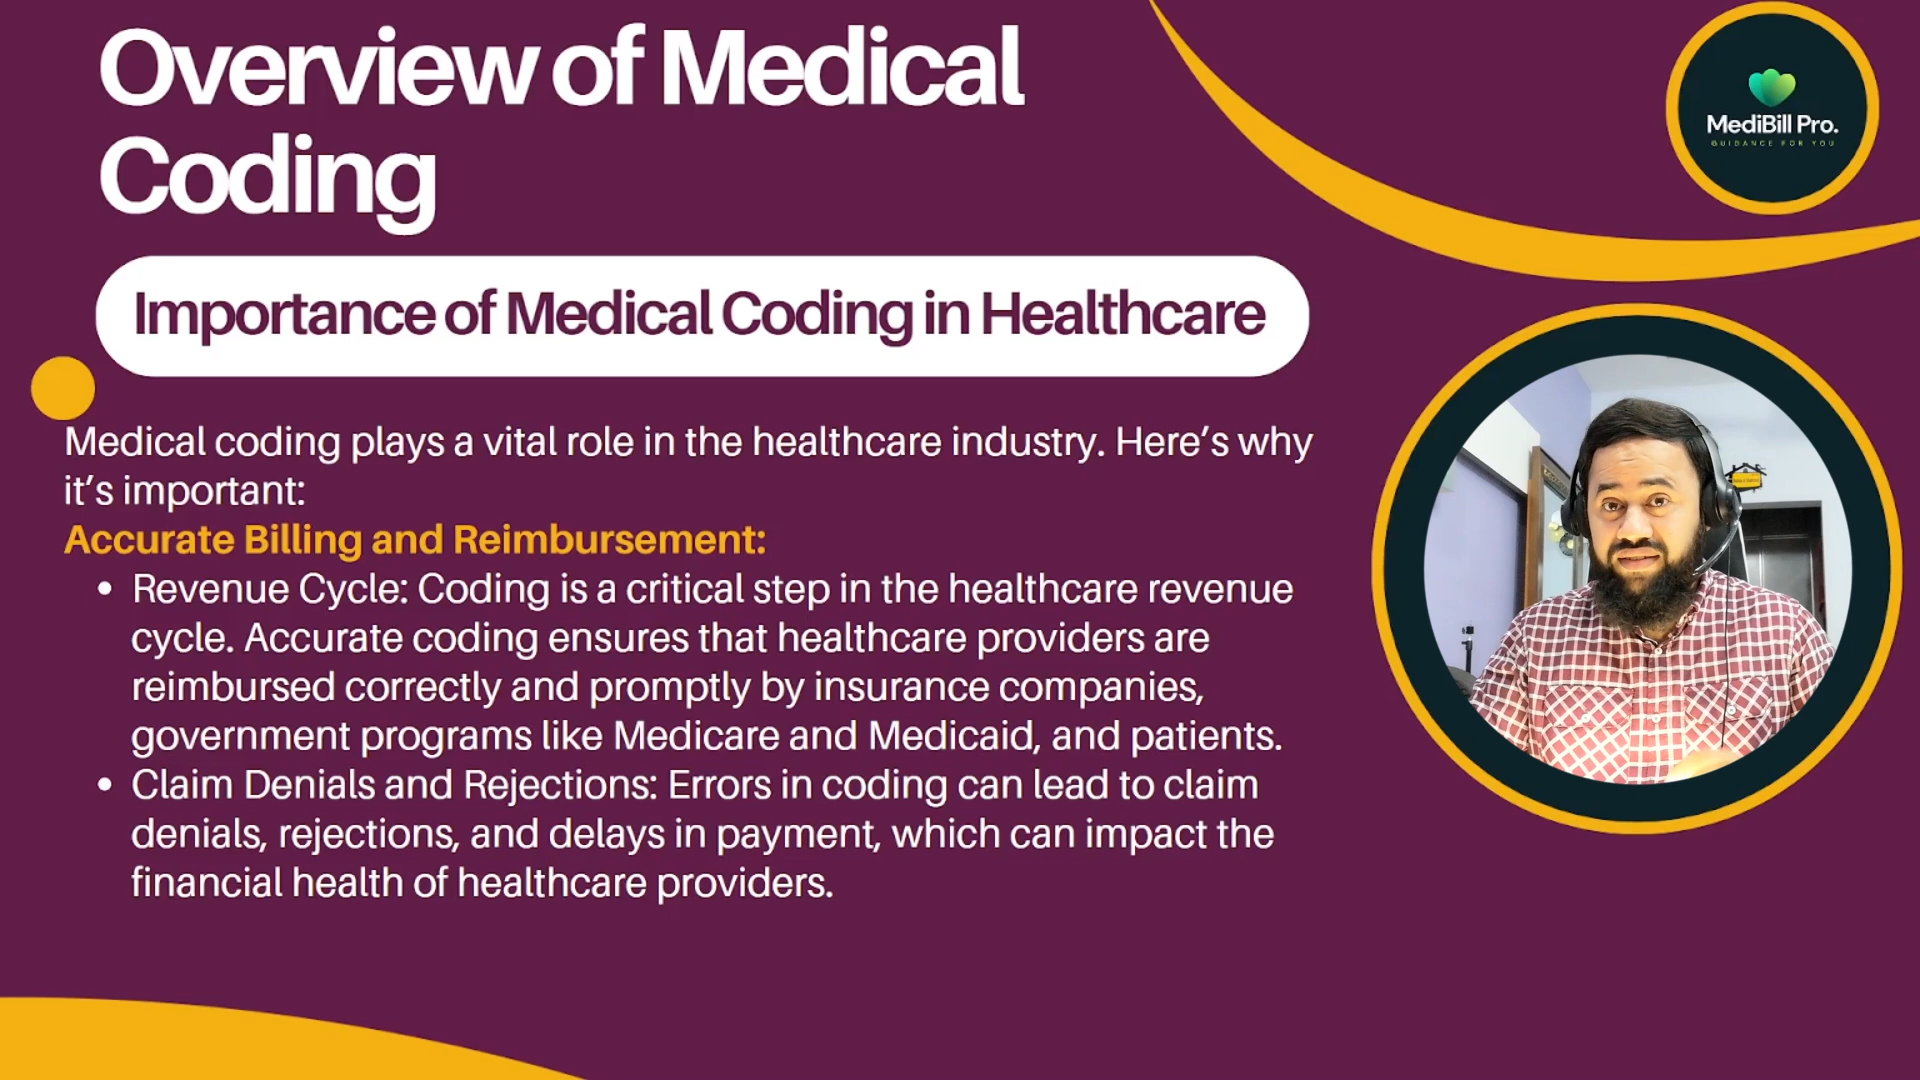 Overview of Medical
Coding
MediBill Pro.
GUIDANCE FOR YOU
Importance of Medical Coding in Healthcare
Medical coding plays a vital role in the healthcare industry. Here’s why
it’s important:
Accurate Billing and Reimbursement:
• Revenue Cycle: Coding is a critical step in the healthcare revenue
cycle. Accurate coding ensures that healthcare providers are
reimbursed correctly and promptly by insurance companies,
government programs like Medicare and Medicaid, and patients.
• Claim Denials and Rejections: Errors in coding can lead to claim
denials, rejections, and delays in payment, which can impact the
financial health of healthcare providers.